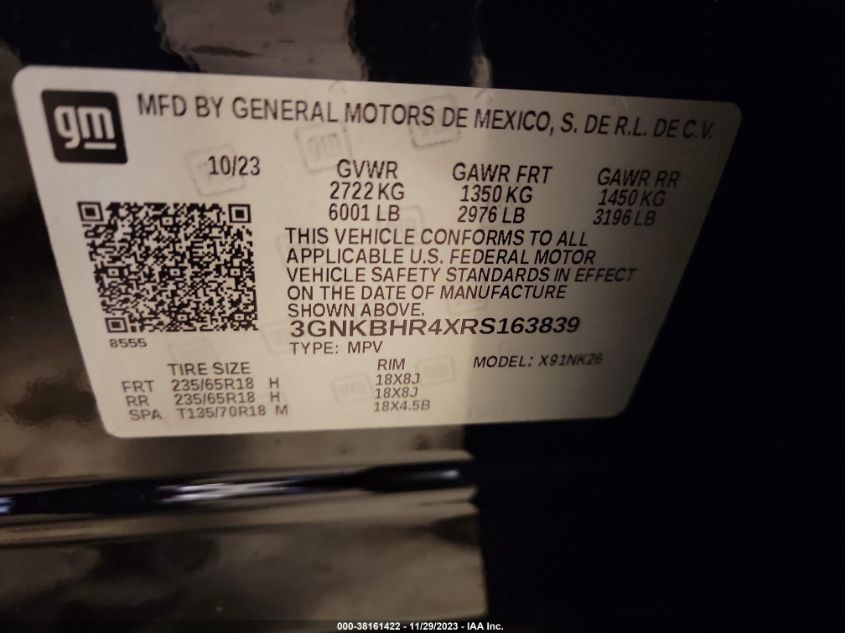 gm
MFD BY GENERAL MOTORS DE MEXICO, S. DE R.L. DE C.V.
10/23 GVWR GAWR FRT GAWR RR
2722 KG 1350 KG 1450 KG
6001 LB 2976 LB 3196 LB
THIS VEHICLE CONFORMS TO ALL
APPLICABLE U.S. FEDERAL MOTOR
VEHICLE SAFETY STANDARDS IN EFFECT
ON THE DATE OF MANUFACTURE
SHOWN ABOVE.
3GNKBHR4XRS163839
8555
TYPE: MPV MODEL: X91NK26
TIRE SIZE RIM
FRT 235/65R18 H 18X8J
RR 235/65R18 H 18X8J
SPA T135/70R18 M 18X4.5B
000-38161422 - 11/29/2023 - IAA Inc.